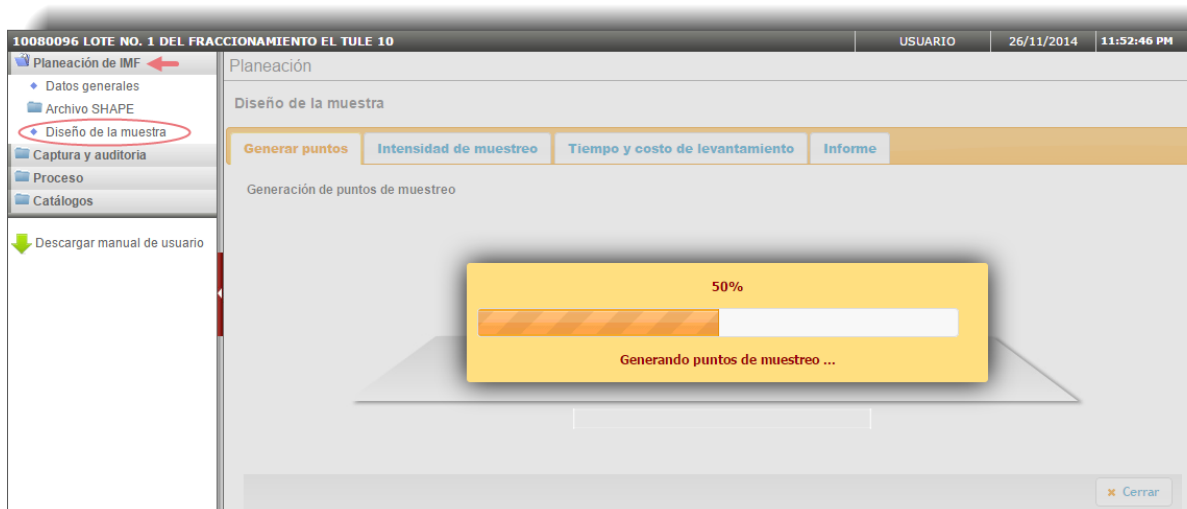 10080096 LOTE NO. 1 DEL FRACCIONAMIENTO EL TULE 10 USUARIO 26/11/2014 11:52:46 PM
Planeación de IMF
Datos generales
Archivo SHAPE
Diseño de la muestra
Captura y auditoria
Proceso
Catálogos
Descargar manual de usuario
Planeación
Diseño de la muestra
Generar puntos Intensidad de muestreo Tiempo y costo de levantamiento Informe
Generación de puntos de muestreo
50%
Generando puntos de muestreo ...
Cerrar